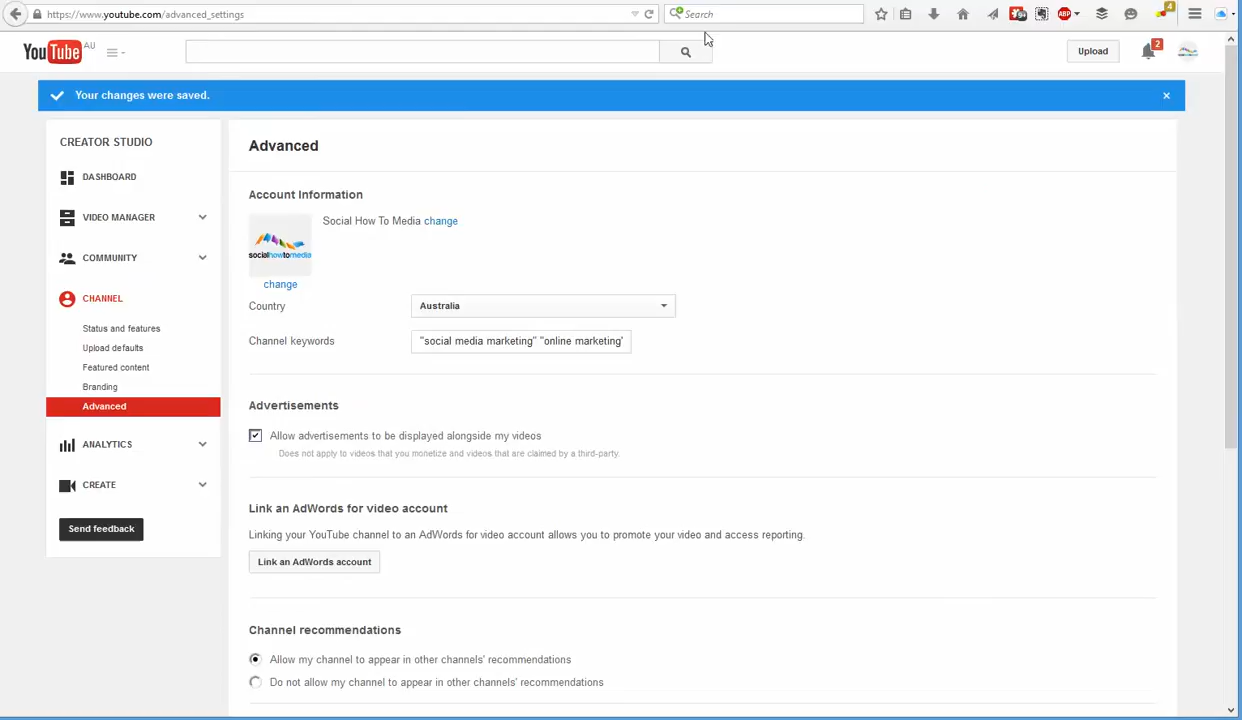 https://www.youtube.com/advanced_settings
Search
ABP
4
YouTube AU
Upload
2
Your changes were saved.
×
CREATOR STUDIO
DASHBOARD
VIDEO MANAGER
COMMUNITY
CHANNEL
Status and features
Upload defaults
Featured content
Branding
Advanced
ANALYTICS
CREATE
Send feedback
Advanced
Account Information
socialhowtomedia
Social How To Media change
change
Country
Australia
Channel keywords
"social media marketing" "online marketing"
Advertisements
Allow advertisements to be displayed alongside my videos
Does not apply to videos that you monetize and videos that are claimed by a third-party.
Link an AdWords for video account
Linking your YouTube channel to an AdWords for video account allows you to promote your video and access reporting.
Link an AdWords account
Channel recommendations
Allow my channel to appear in other channels' recommendations
Do not allow my channel to appear in other channels' recommendations